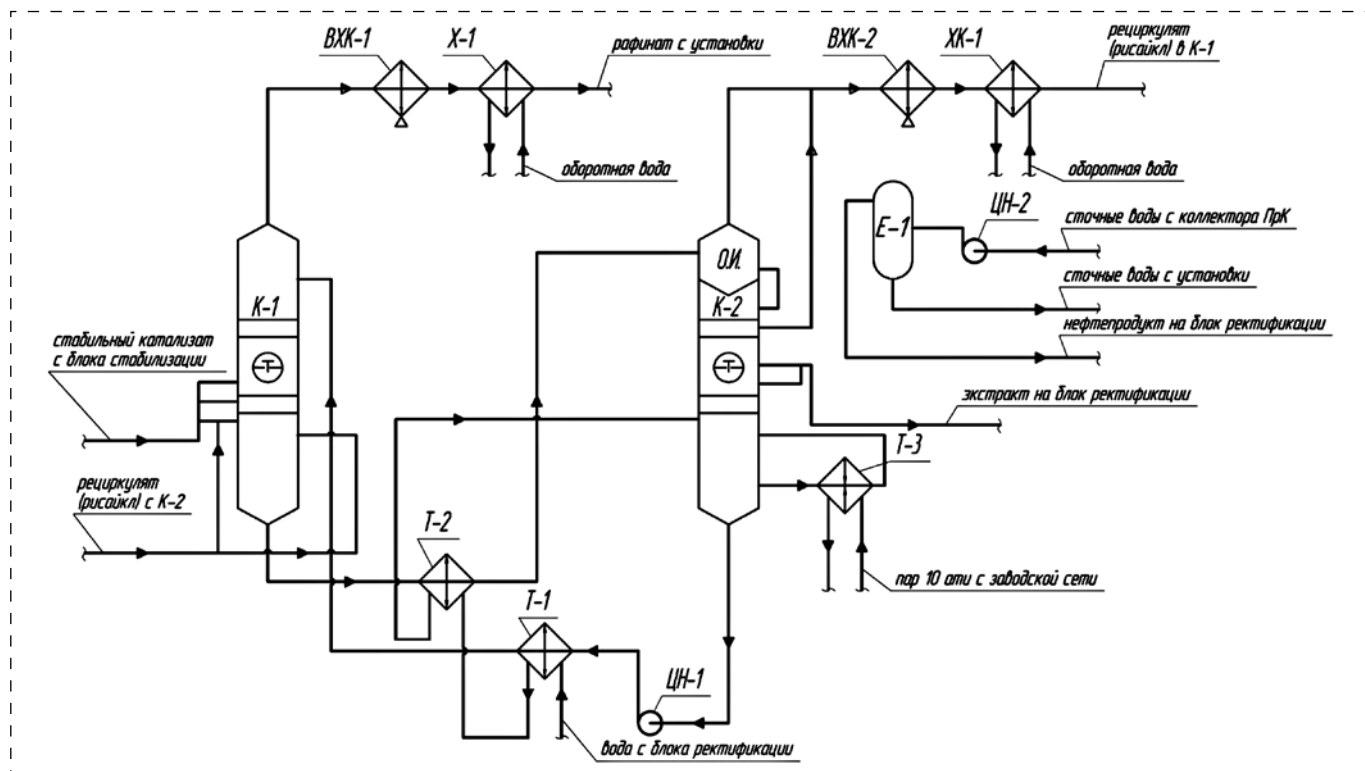 ВХК-1
Х-1
рафинат с установки
ВХК-2
ХК-1
рециркулят
(рисайкл) в К-1
оборотная вода
оборотная вода
ЦН-2
Е-1
сточные воды с коллектора ПрК
О.И.
сточные воды с установки
К-1
К-2
нефтепродукт на блок ректификации
стабильный катализат
с блока стабилизации
Т
Т
экстракт на блок ректификации
Т-3
рециркулят
(рисайкл) с К-2
Т-2
пар 10 ати с заводской сети
Т-1
ЦН-1
вода с блока ректификации